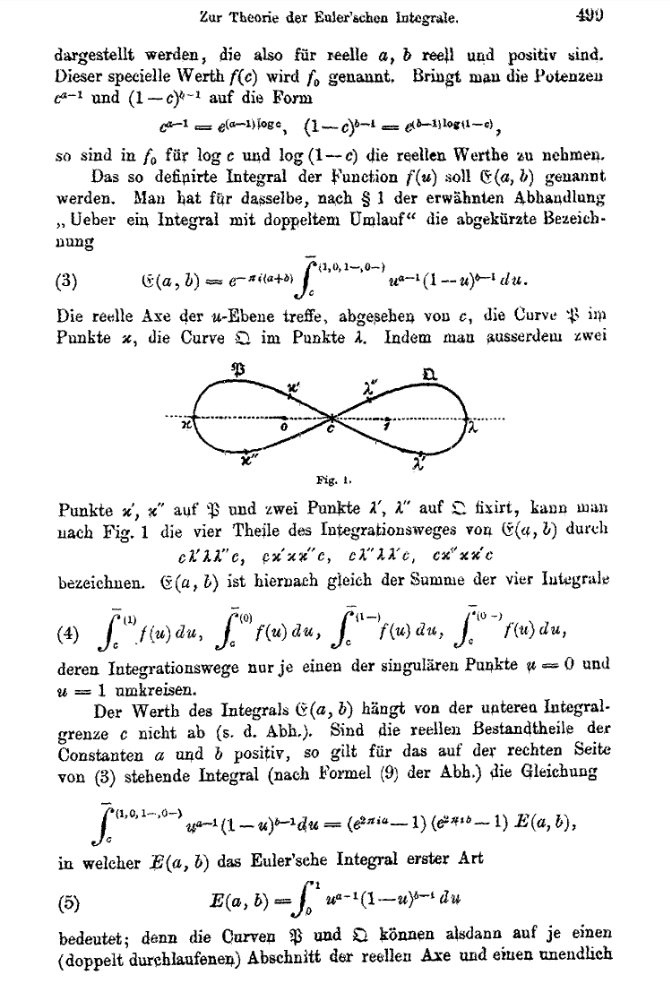 Zur Theorie der Euler'schen Integrale. 499
dargestellt werden, die also für reelle a, b reell und positiv sind.
Dieser specielle Werth f(c) wird f₀ genannt. Bringt man die Potenzen
cᵃ⁻¹ und (1—c)ᵇ⁻¹ auf die Form
cᵃ⁻¹ = e^{(a—1) log c}, (1—c)ᵇ⁻¹ = e^{(b—1) log(1—c)},
so sind in f₀ für log c und log (1—c) die reellen Werthe zu nehmen.
Das so definirte Integral der Function f(u) soll 𝔈(a, b) genannt
werden. Man hat für dasselbe, nach § 1 der erwähnten Abhandlung
„Ueber ein Integral mit doppeltem Umlauf“ die abgekürzte Bezeich-
nung
(3) 𝔈(a, b) = e^{—πi(a+b)} ∫̄_c^{(1,0,1—,0—)} uᵃ⁻¹ (1—u)ᵇ⁻¹ du.
Die reelle Axe der u-Ebene treffe, abgesehen von c, die Curve 𝔓 im
Punkte ϰ, die Curve 𝔔 im Punkte λ. Indem man ausserdem zwei
𝔓 ϰ′ λ″ 𝔔
ϰ 0 c 1 λ
ϰ″ λ′
Fig. 1.
Punkte ϰ′, ϰ″ auf 𝔓 und zwei Punkte λ′, λ″ auf 𝔔 fixirt, kann man
nach Fig. 1 die vier Theile des Integrationsweges von 𝔈(a, b) durch
cλ′λλ″c, cϰ′ϰϰ″c, cλ″λλ′c, cϰ″ϰϰ′c
bezeichnen. 𝔈(a, b) ist hiernach gleich der Summe der vier Integrale
(4) ∫̄_c^{(1)} f(u) du, ∫̄_c^{(0)} f(u) du, ∫̄_c^{(1—)} f(u) du, ∫̄_c^{(0—)} f(u) du,
deren Integrationswege nur je einen der singulären Punkte u = 0 und
u = 1 umkreisen.
Der Werth des Integrals 𝔈(a, b) hängt von der unteren Integral-
grenze c nicht ab (s. d. Abh.). Sind die reellen Bestandtheile der
Constanten a und b positiv, so gilt für das auf der rechten Seite
von (3) stehende Integral (nach Formel (9) der Abh.) die Gleichung
∫̄_c^{(1,0,1—,0—)} uᵃ⁻¹ (1—u)ᵇ⁻¹ du = (e^{2πia}—1) (e^{2πib}—1) E(a, b),
in welcher E(a, b) das Euler'sche Integral erster Art
(5) E(a, b) = ∫_0^1 uᵃ⁻¹ (1—u)ᵇ⁻¹ du
bedeutet; denn die Curven 𝔓 und 𝔔 können alsdann auf je einen
(doppelt durchlaufenen) Abschnitt der reellen Axe und einen unendlich